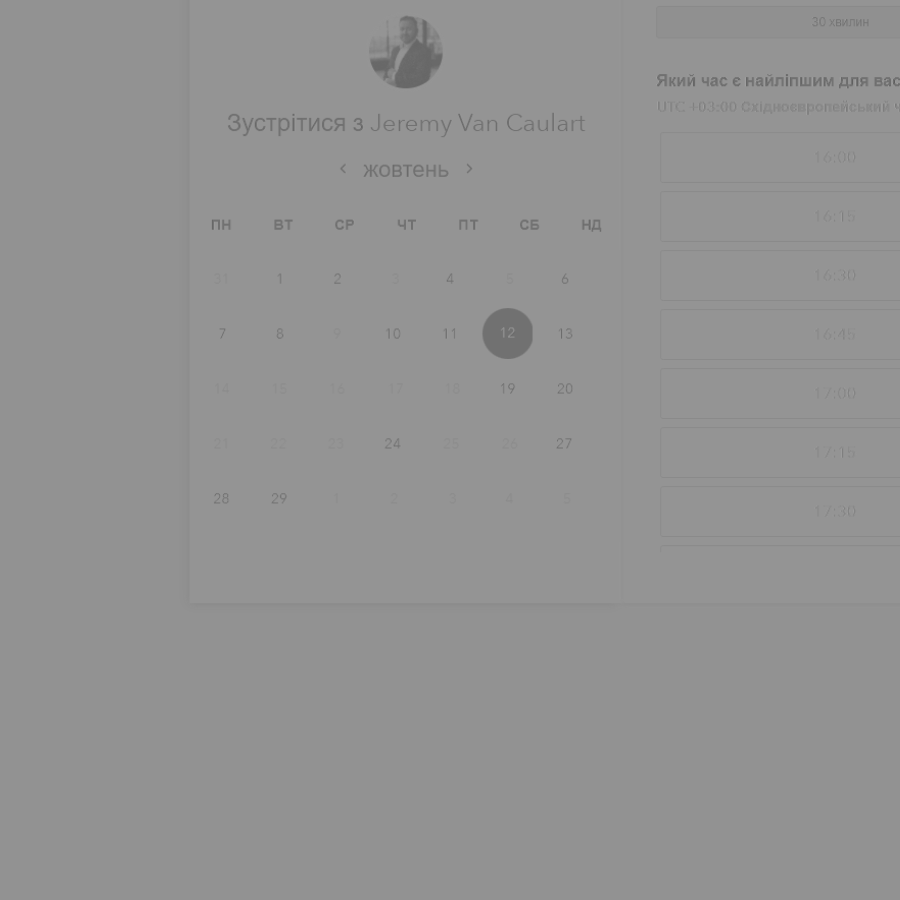 Зустрітися з Jeremy Van Caulart
жовтень
ПН ВТ СР ЧТ ПТ СБ НД
31 1 2 3 4 5 6
7 8 9 10 11 12 13
14 15 16 17 18 19 20
21 22 23 24 25 26 27
28 29 1 2 3 4 5
30 хвилин
Який час є найліпшим для вас
UTC +03:00 Східноєвропейський ч
16:00
16:15
16:30
16:45
17:00
17:15
17:30